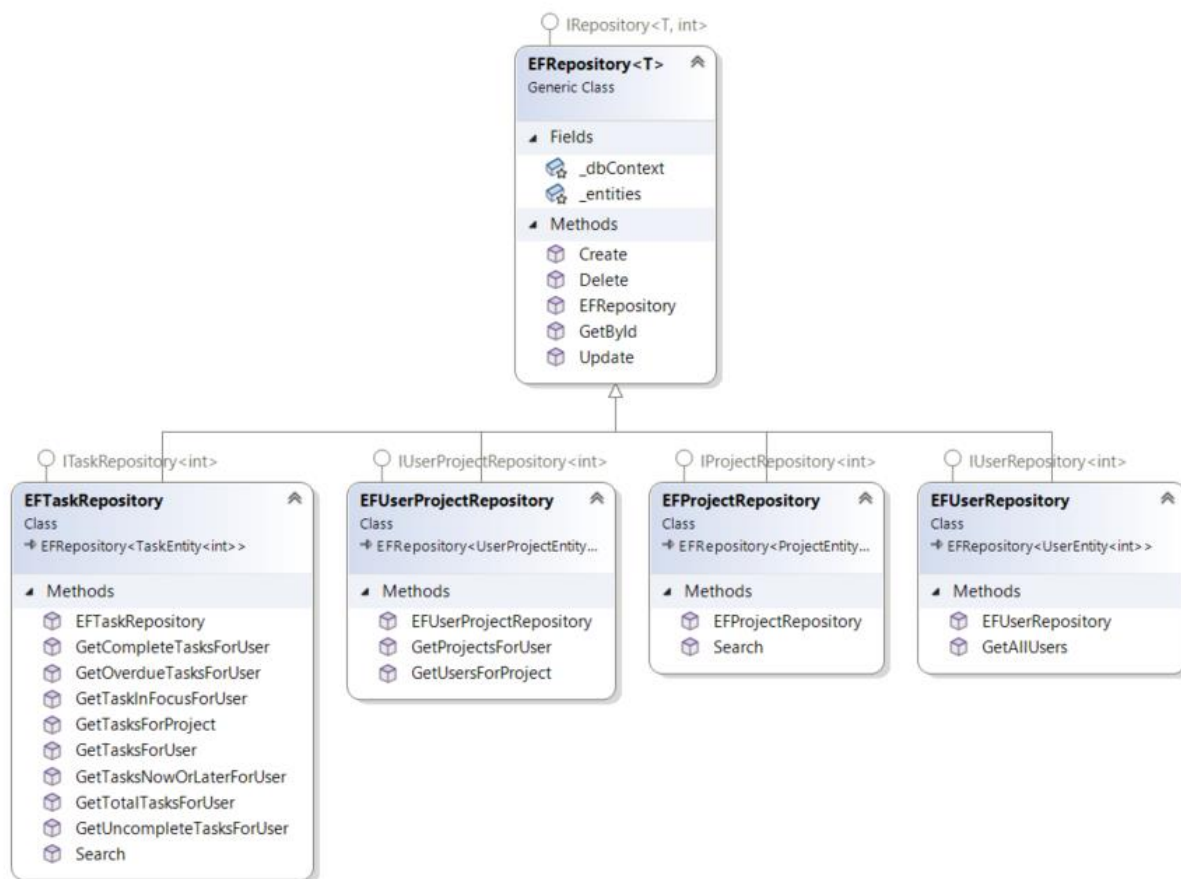 IRepository<T, int>
EFRepository<T>
Generic Class
Fields
_dbContext
_entities
Methods
Create
Delete
EFRepository
GetById
Update
ITaskRepository<int>
EFTaskRepository
Class
EFRepository<TaskEntity<int>>
Methods
EFTaskRepository
GetCompleteTasksForUser
GetOverdueTasksForUser
GetTaskInFocusForUser
GetTasksForProject
GetTasksForUser
GetTasksNowOrLaterForUser
GetTotalTasksForUser
GetUncompleteTasksForUser
Search
IUserProjectRepository<int>
EFUserProjectRepository
Class
EFRepository<UserProjectEntity...
Methods
EFUserProjectRepository
GetProjectsForUser
GetUsersForProject
IProjectRepository<int>
EFProjectRepository
Class
EFRepository<ProjectEntity...
Methods
EFProjectRepository
Search
IUserRepository<int>
EFUserRepository
Class
EFRepository<UserEntity<int>>
Methods
EFUserRepository
GetAllUsers